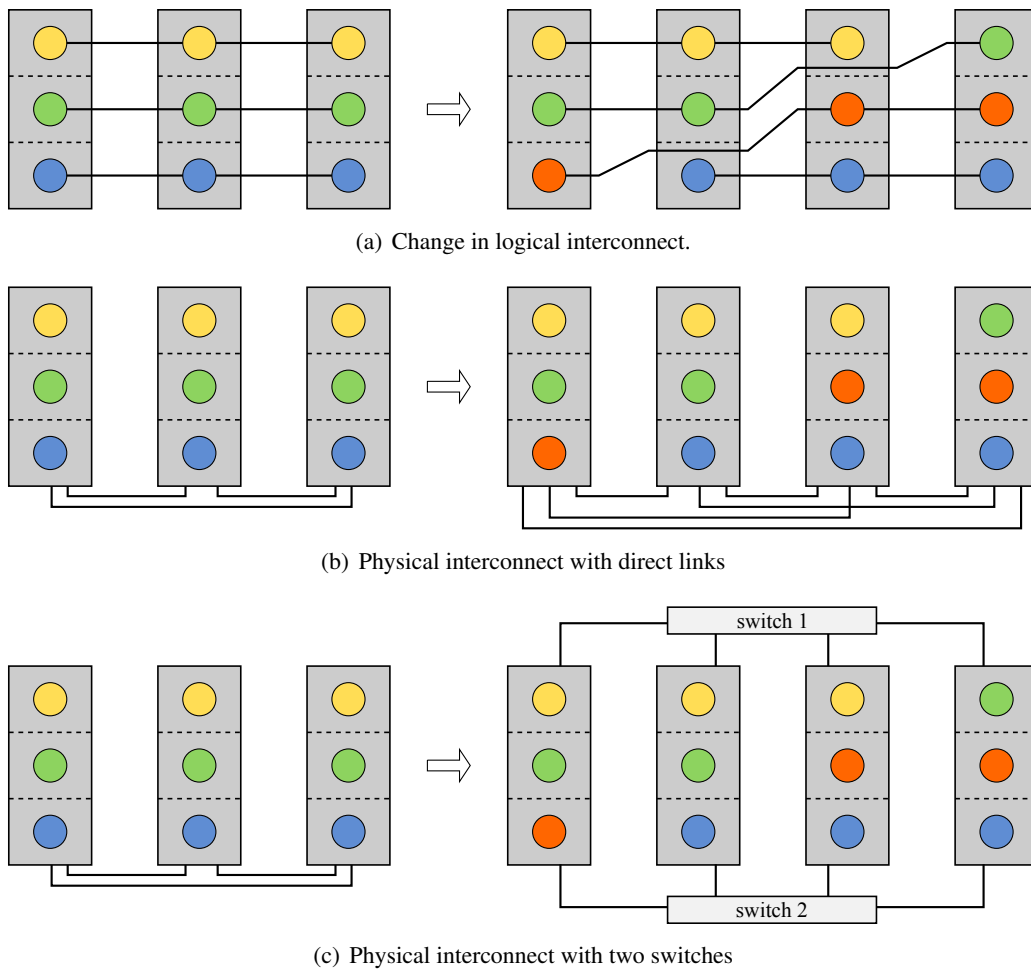 (a) Change in logical interconnect.
(b) Physical interconnect with direct links
switch 1
switch 2
(c) Physical interconnect with two switches